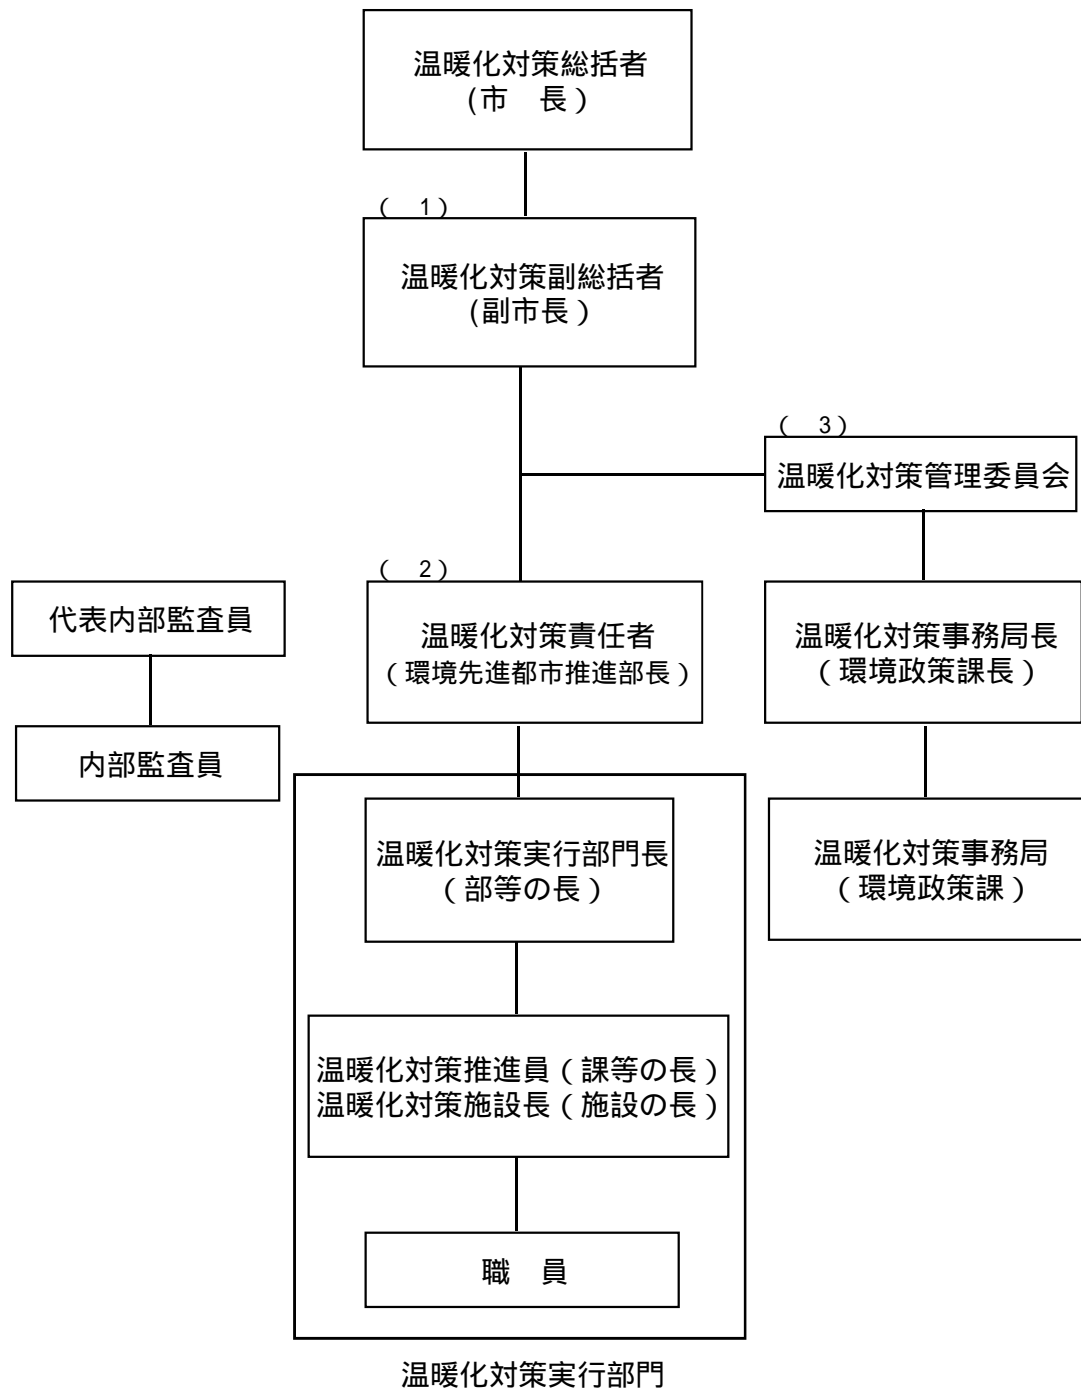 温暖化対策総括者
(市　長）
（　1）
温暖化対策副総括者
(副市長）
（　3）
温暖化対策管理委員会
（　2）
温暖化対策責任者
（環境先進都市推進部長）
温暖化対策事務局長
（環境政策課長）
代表内部監査員
内部監査員
温暖化対策実行部門長
（部等の長）
温暖化対策事務局
（環境政策課）
温暖化対策推進員（課等の長）
温暖化対策施設長（施設の長）
職　員
温暖化対策実行部門